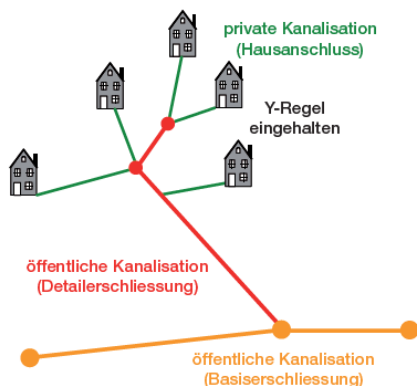 private Kanalisation
(Hausanschluss)
Y-Regel
eingehalten
öffentliche Kanalisation
(Detailerschliessung)
öffentliche Kanalisation
(Basiserschliessung)